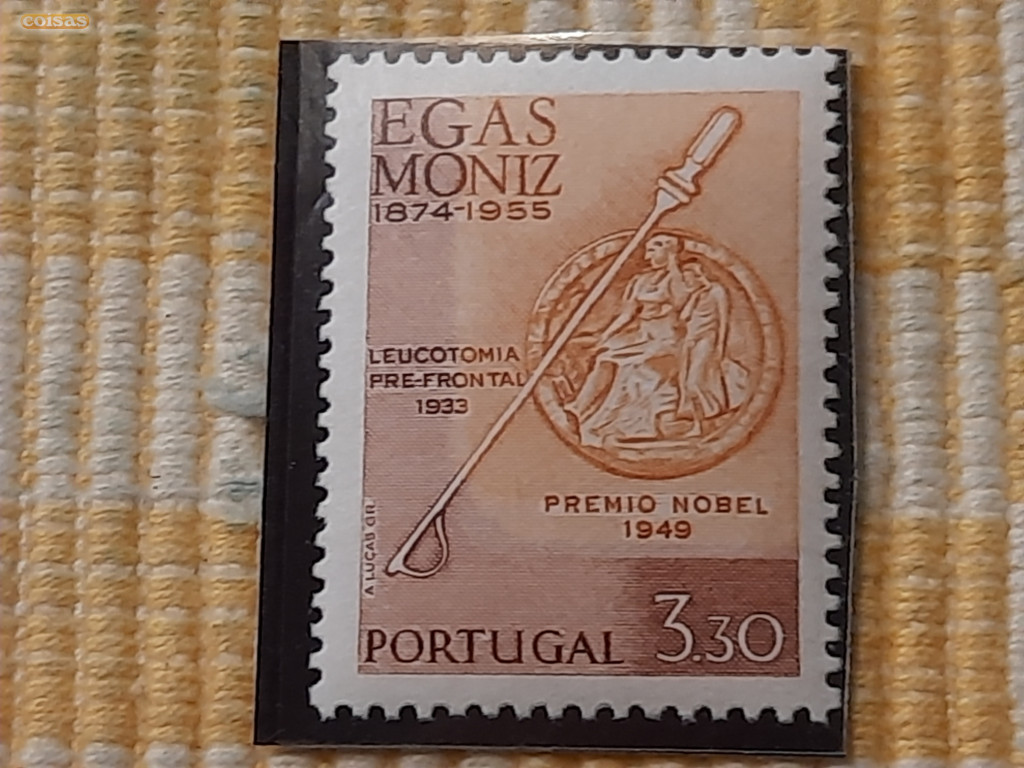 coisas
EGAS
MONIZ
1874-1955
LEUCOTOMIA
PRE-FRONTAL
1933
PREMIO NOBEL
1949
A LUCAS GR.
PORTUGAL
3.30